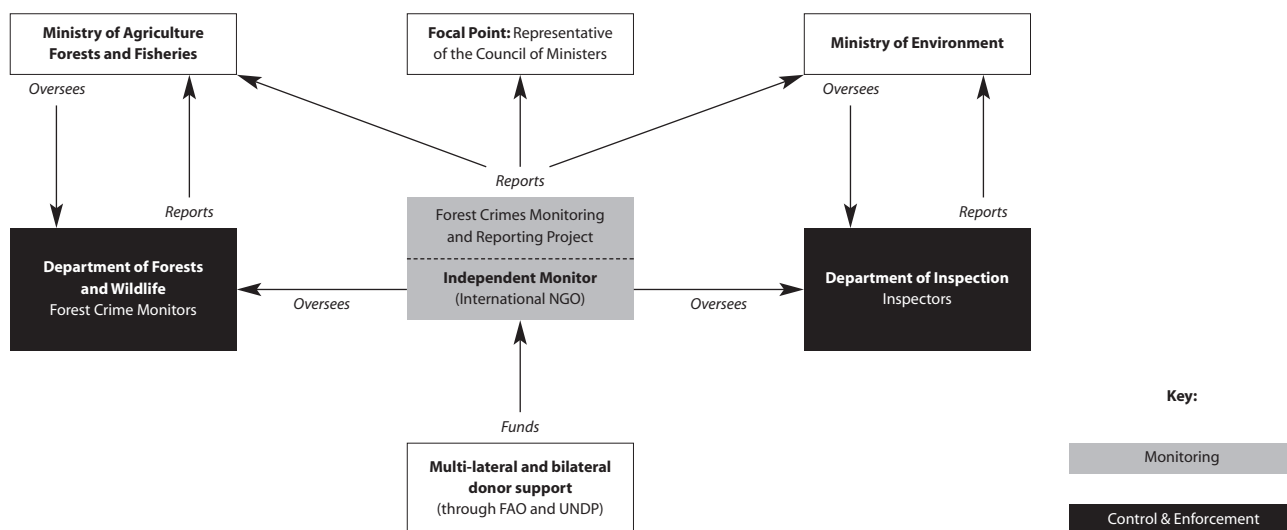 Ministry of Agriculture
Forests and Fisheries
Focal Point: Representative
of the Council of Ministers
Ministry of Environment
Oversees
Oversees
Reports
Reports
Reports
Forest Crimes Monitoring
and Reporting Project
Department of Forests
and Wildlife
Forest Crime Monitors
Independent Monitor
(International NGO)
Department of Inspection
Inspectors
Oversees
Oversees
Funds
Multi-lateral and bilateral
donor support
(through FAO and UNDP)
Key:
Monitoring
Control & Enforcement